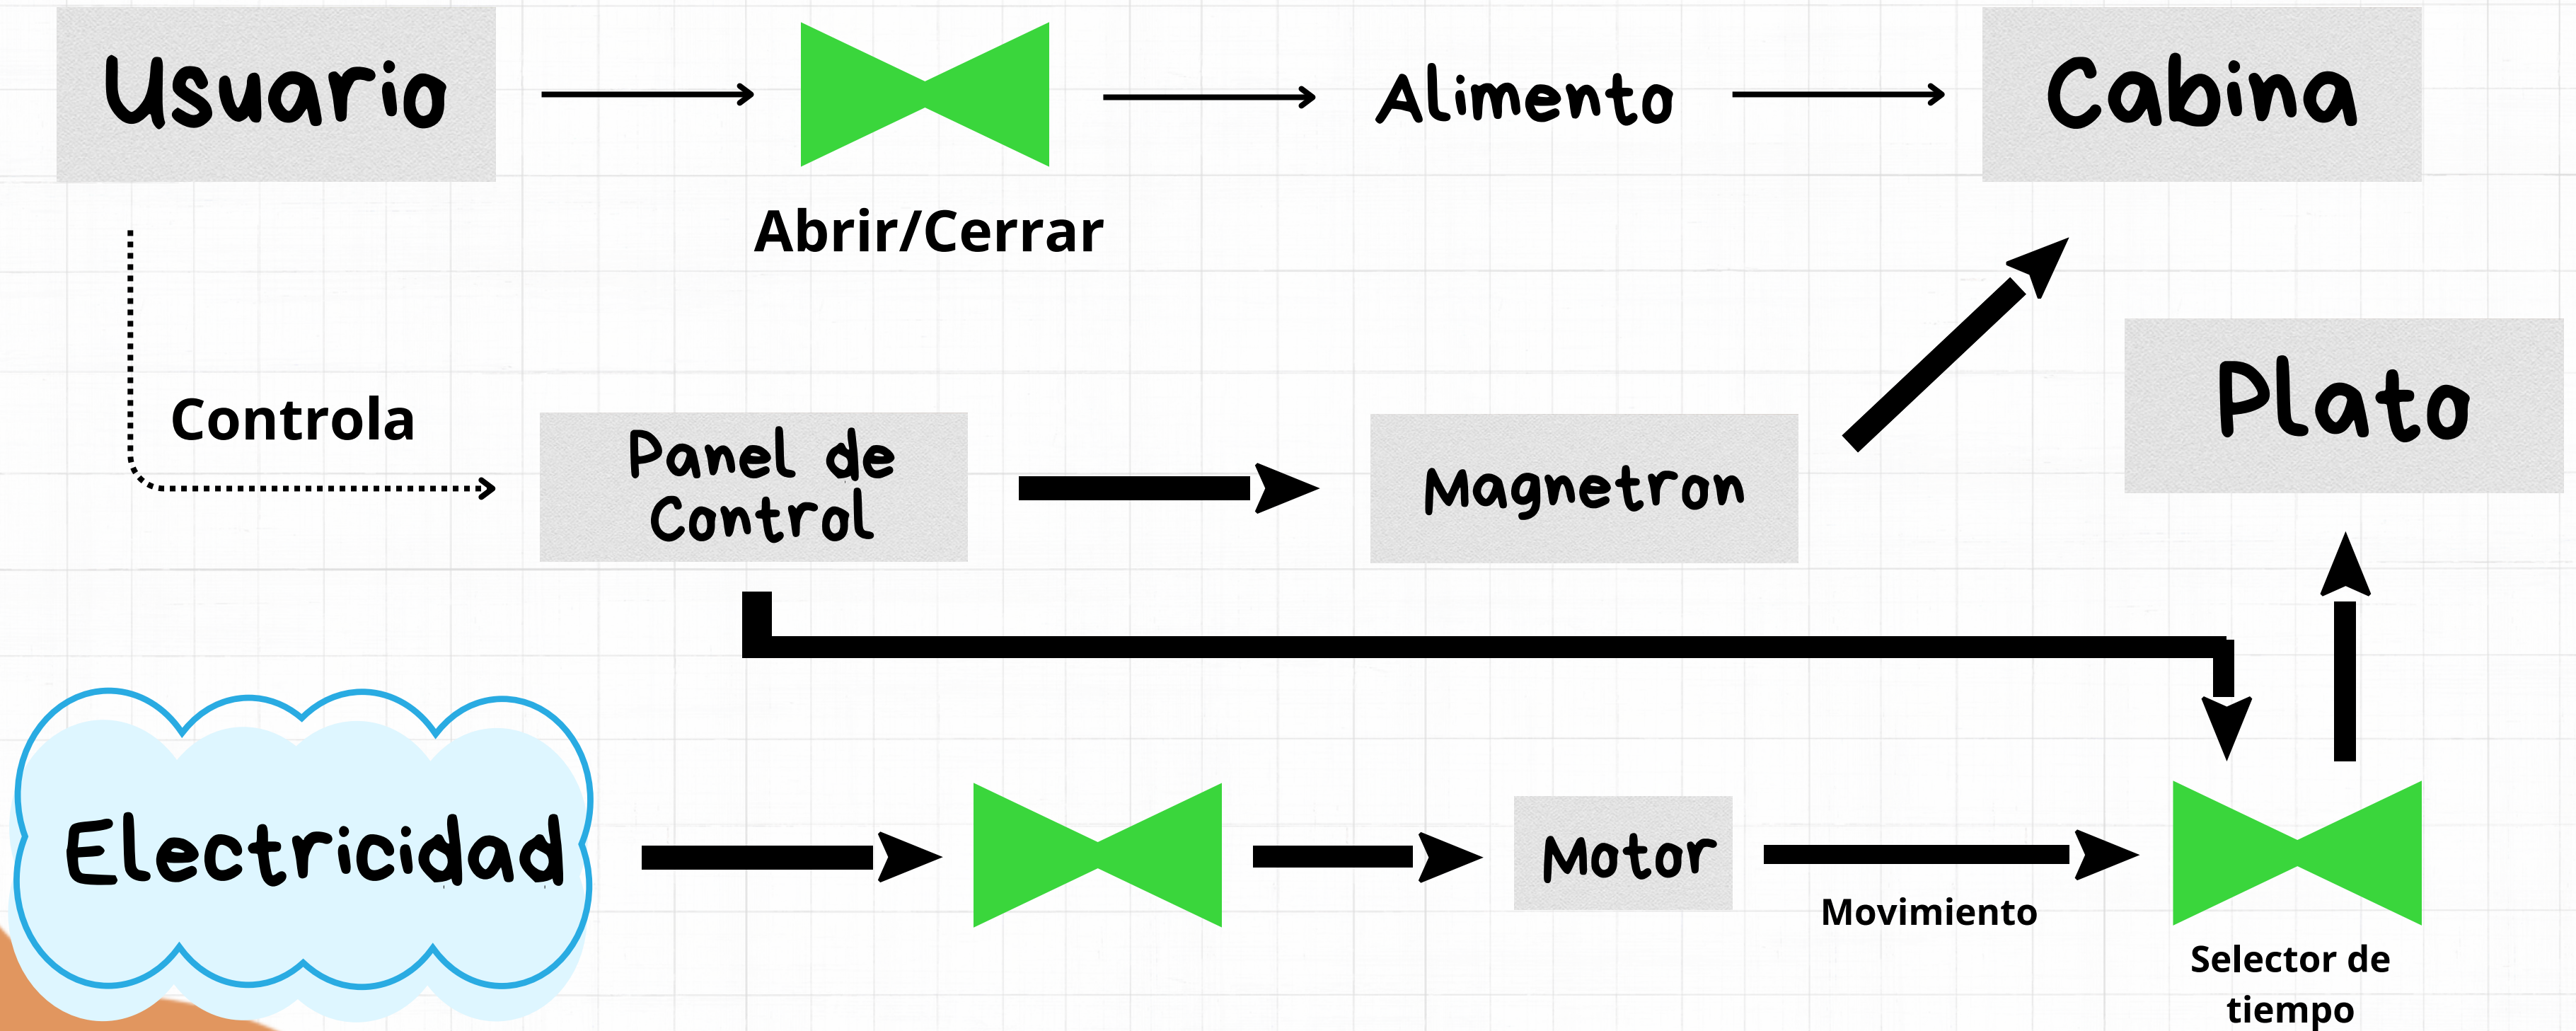 Usuario
Alimento
Cabina
Abrir/Cerrar
Controla
Panel de
Control
Magnetron
Plato
Electricidad
Motor
Movimiento
Selector de
tiempo